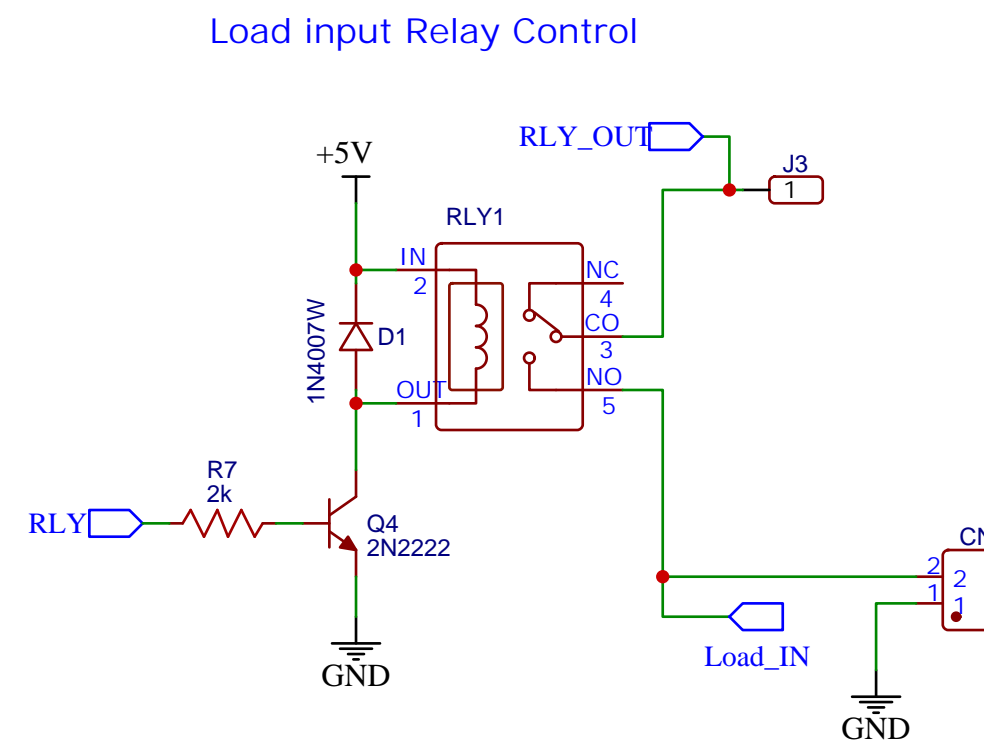 Load input Relay Control
RLY_OUT
+5V
J3
1
RLY1
IN
2
NC
4
1N4007W
D1
CO
3
OUT
1
NO
5
R7
2k
RLY
Q4
2N2222
CN
2
2
1
1
Load_IN
GND
GND